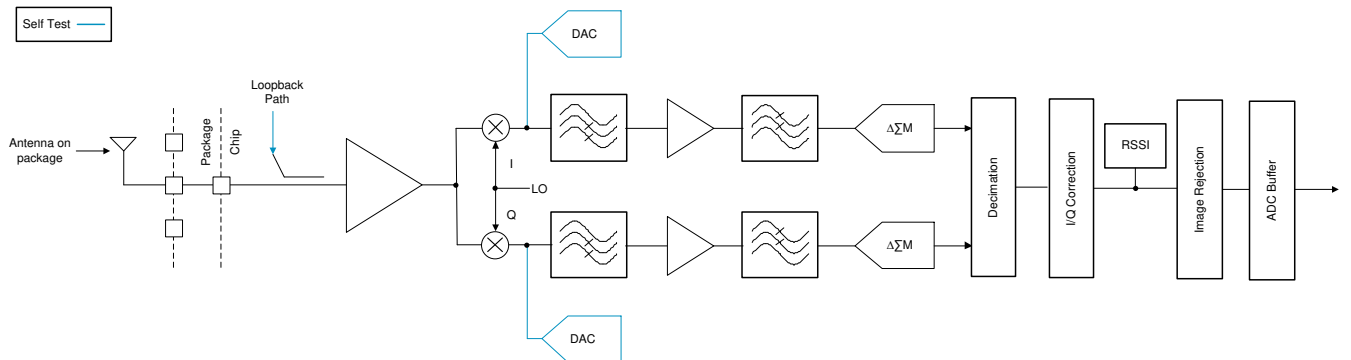 Self Test
DAC
Loopback
Path
Antenna on
package
Package
Chip
I
LO
Q
ΔΣM
ΔΣM
Decimation
I/Q Correction
RSSI
Image Rejection
ADC Buffer
DAC